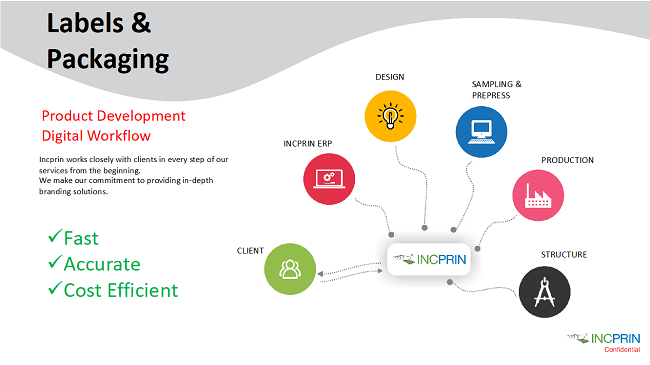 Labels &
Packaging
Product Development
Digital Workflow
Incprin works closely with clients in every step of our
services from the beginning.
We make our commitment to providing in-depth
branding solutions.
✓Fast
✓Accurate
✓Cost Efficient
DESIGN
SAMPLING &
PREPRESS
INCPRIN ERP
PRODUCTION
CLIENT
INCPRIN
STRUCTURE
INCPRIN
Confidential